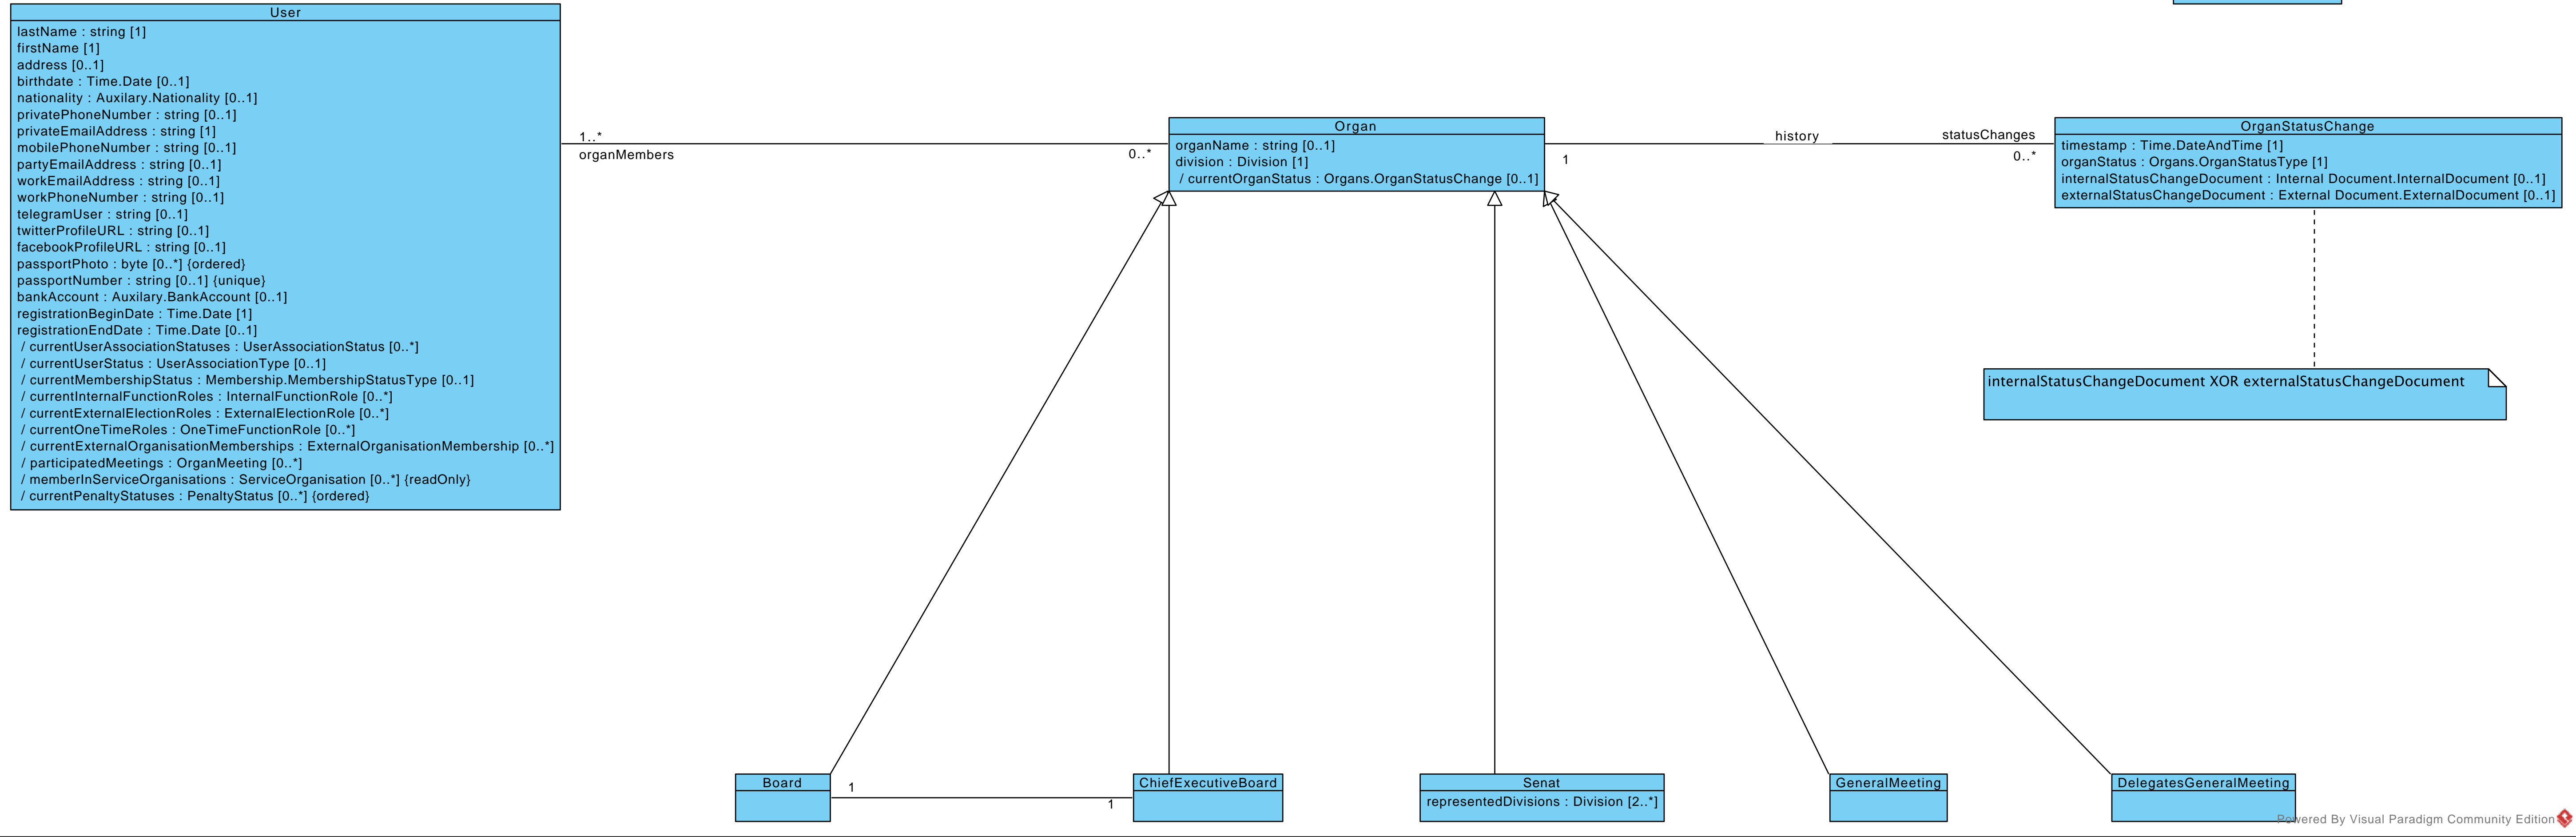 User
lastName : string [1]
firstName [1]
address [0..1]
birthdate : Time.Date [0..1]
nationality : Auxilary.Nationality [0..1]
privatePhoneNumber : string [0..1]
privateEmailAddress : string [1]
mobilePhoneNumber : string [0..1]
partyEmailAddress : string [0..1]
workEmailAddress : string [0..1]
workPhoneNumber : string [0..1]
telegramUser : string [0..1]
twitterProfileURL : string [0..1]
facebookProfileURL : string [0..1]
passportPhoto : byte [0..*] {ordered}
passportNumber : string [0..1] {unique}
bankAccount : Auxilary.BankAccount [0..1]
registrationBeginDate : Time.Date [1]
registrationEndDate : Time.Date [0..1]
/ currentUserAssociationStatuses : UserAssociationStatus [0..*]
/ currentUserStatus : UserAssociationType [0..1]
/ currentMembershipStatus : Membership.MembershipStatusType [0..1]
/ currentInternalFunctionRoles : InternalFunctionRole [0..*]
/ currentExternalElectionRoles : ExternalElectionRole [0..*]
/ currentOneTimeRoles : OneTimeFunctionRole [0..*]
/ currentExternalOrganisationMemberships : ExternalOrganisationMembership [0..*]
/ participatedMeetings : OrganMeeting [0..*]
/ memberInServiceOrganisations : ServiceOrganisation [0..*] {readOnly}
/ currentPenaltyStatuses : PenaltyStatus [0..*] {ordered}
1..*
organMembers
0..*
Organ
organName : string [0..1]
division : Division [1]
/ currentOrganStatus : Organs.OrganStatusChange [0..1]
1
history
statusChanges
0..*
OrganStatusChange
timestamp : Time.DateAndTime [1]
organStatus : Organs.OrganStatusType [1]
internalStatusChangeDocument : Internal Document.InternalDocument [0..1]
externalStatusChangeDocument : External Document.ExternalDocument [0..1]
internalStatusChangeDocument XOR externalStatusChangeDocument
Board
1
1
ChiefExecutiveBoard
Senat
representedDivisions : Division [2..*]
GeneralMeeting
DelegatesGeneralMeeting
Powered By Visual Paradigm Community Edition